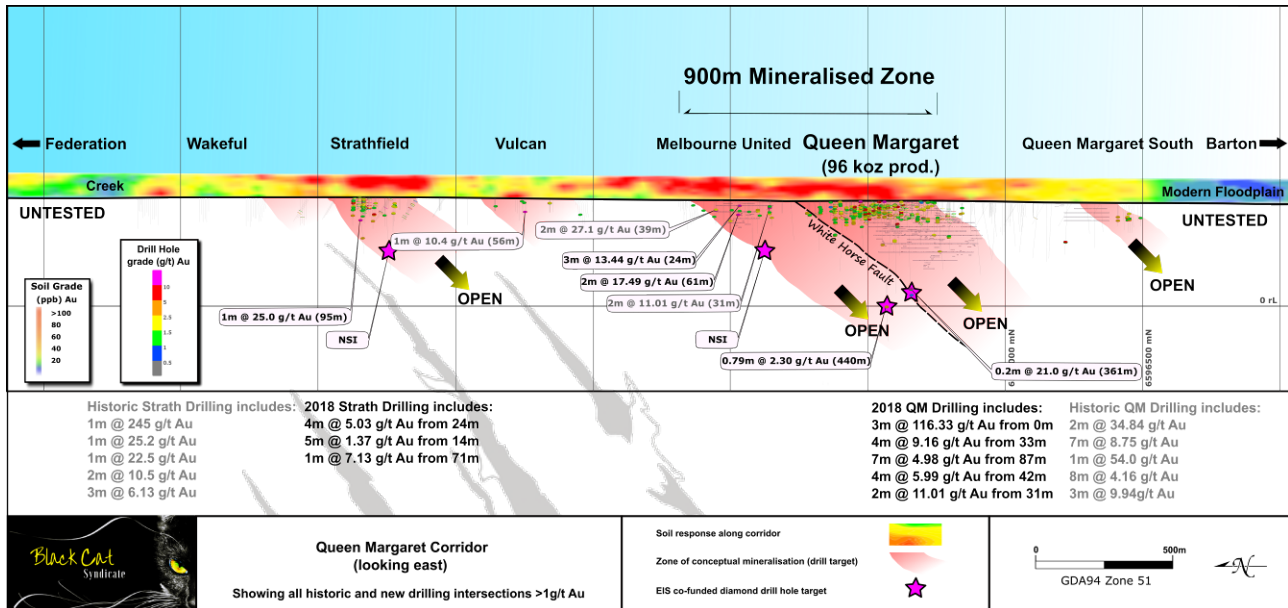 900m Mineralised Zone
Federation
Wakeful
Strathfield
Vulcan
Melbourne United
Queen Margaret
(96 koz prod.)
Queen Margaret South
Barton
Creek
Modern Floodplain
UNTESTED
UNTESTED
Drill Hole
grade (g/t) Au
10
5
2.5
1.5
1
0.5
Soil Grade
(ppb) Au
>100
80
60
40
20
1m @ 10.4 g/t Au (56m)
2m @ 27.1 g/t Au (39m)
3m @ 13.44 g/t Au (24m)
2m @ 17.49 g/t Au (61m)
2m @ 11.01 g/t Au (31m)
White Horse Fault
OPEN
OPEN
OPEN
OPEN
0 rL
1m @ 25.0 g/t Au (95m)
NSI
NSI
0.79m @ 2.30 g/t Au (440m)
0.2m @ 21.0 g/t Au (361m)
6596500 mN
Historic Strath Drilling includes:
1m @ 245 g/t Au
1m @ 25.2 g/t Au
1m @ 22.5 g/t Au
2m @ 10.5 g/t Au
3m @ 6.13 g/t Au
2018 Strath Drilling includes:
4m @ 5.03 g/t Au from 24m
5m @ 1.37 g/t Au from 14m
1m @ 7.13 g/t Au from 71m
2018 QM Drilling includes:
3m @ 116.33 g/t Au from 0m
4m @ 9.16 g/t Au from 33m
7m @ 4.98 g/t Au from 87m
4m @ 5.99 g/t Au from 42m
2m @ 11.01 g/t Au from 31m
Historic QM Drilling includes:
2m @ 34.84 g/t Au
7m @ 8.75 g/t Au
1m @ 54.0 g/t Au
8m @ 4.16 g/t Au
3m @ 9.94g/t Au
Black Cat
Syndicate
Queen Margaret Corridor
(looking east)
Showing all historic and new drilling intersections >1g/t Au
Soil response along corridor
Zone of conceptual mineralisation (drill target)
EIS co-funded diamond drill hole target
0
500m
GDA94 Zone 51
N